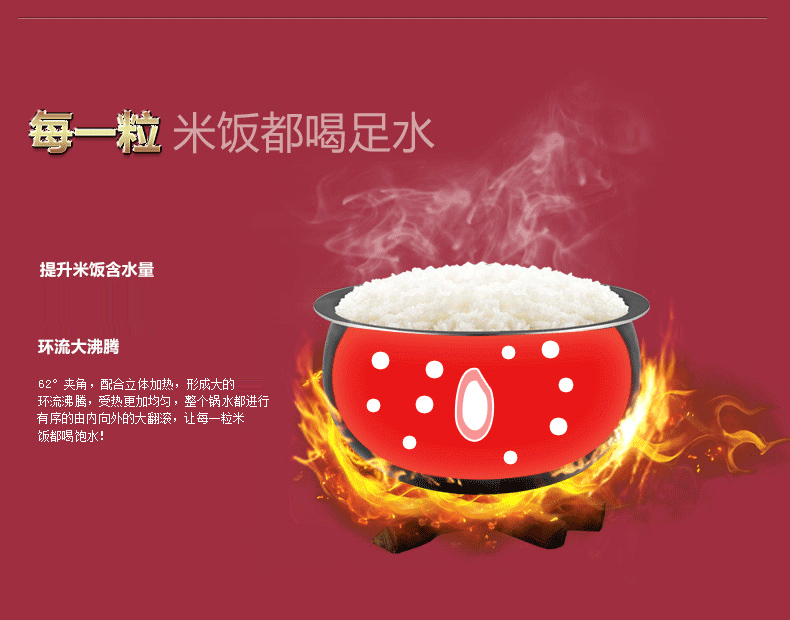 每一粒 米饭都喝足水
提升米饭含水量
环流大沸腾
62°夹角，配合立体加热，形成大的
环流沸腾，受热更加均匀，整个锅水都进行
有序的由内向外的大翻滚，让每一粒米
饭都喝饱水！